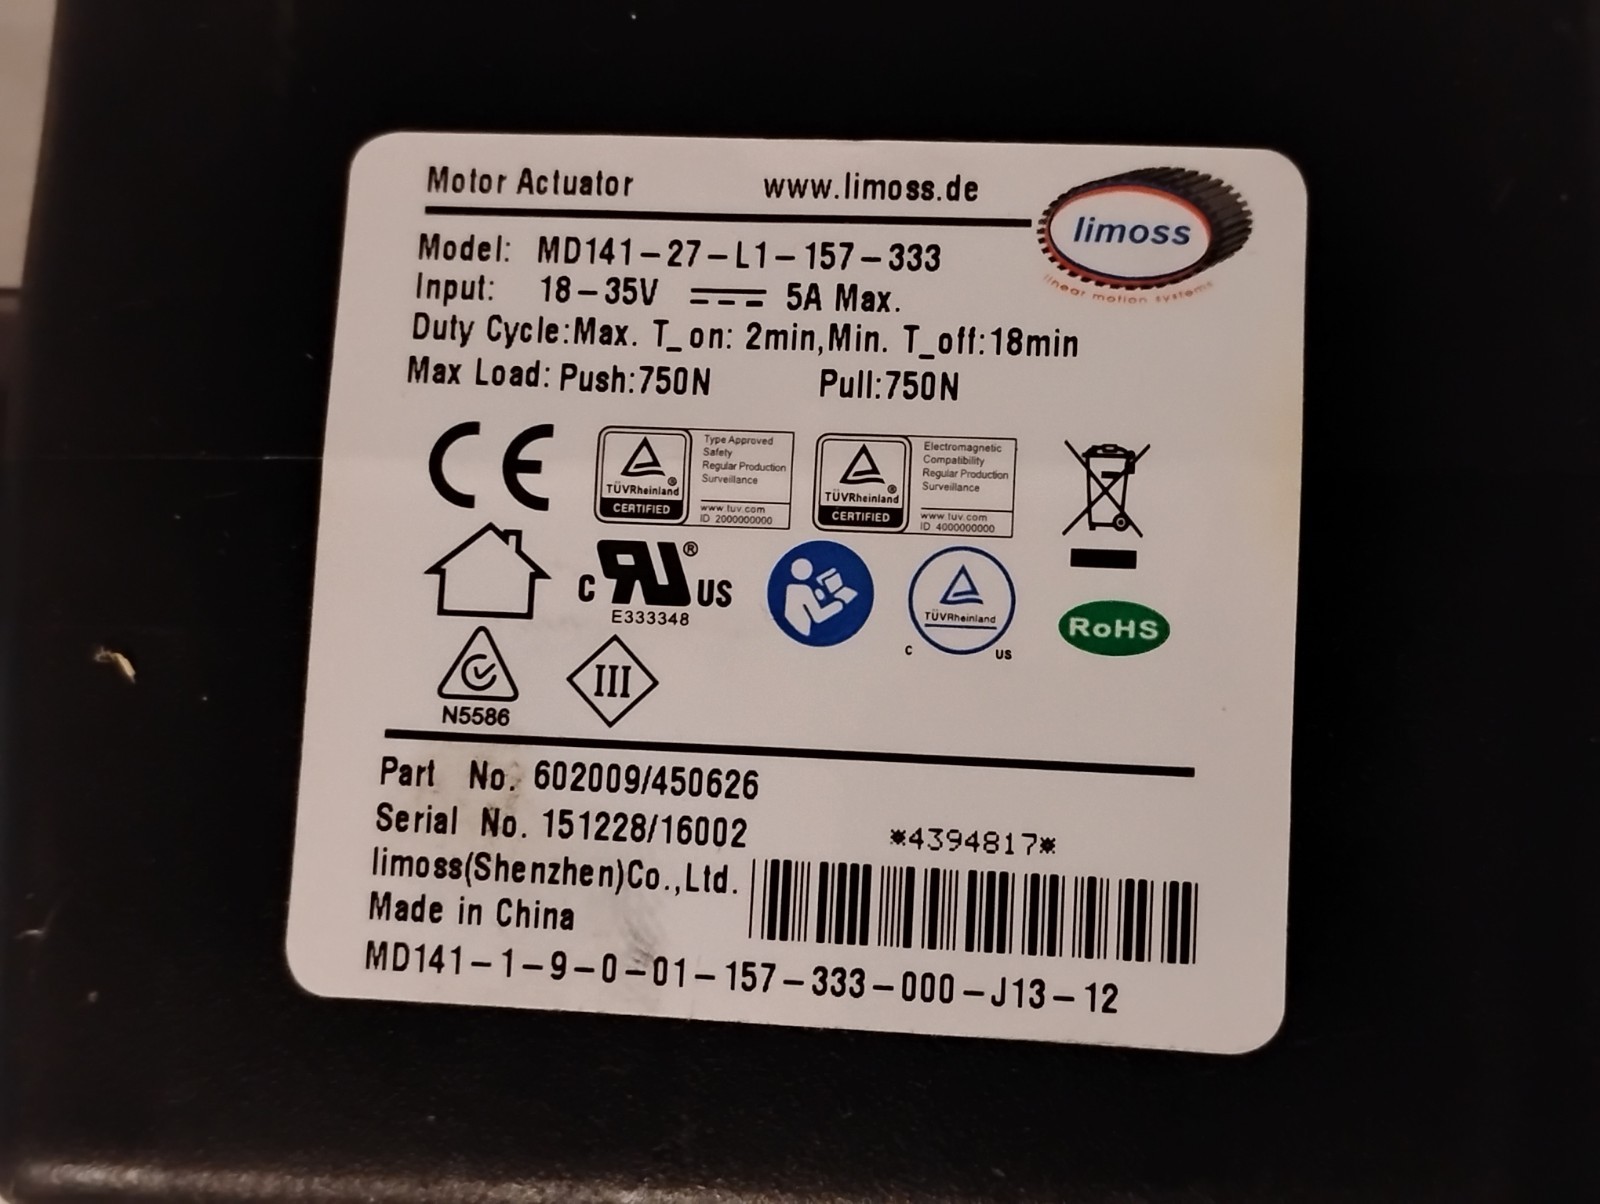 Motor Actuator www.limoss.de
limoss
linear motion systems
Model: MD141-27-L1-157-333
Input: 18-35V 5A Max.
Duty Cycle:Max. T_on: 2min,Min. T_off:18min
Max Load: Push:750N Pull:750N
CE
TÜVRheinland
CERTIFIED
Type Approved
Safety
Regular Production
Surveillance
www.tuv.com
ID 2000000000
TÜVRheinland
CERTIFIED
Electromagnetic
Compatibility
Regular Production
Surveillance
www.tuv.com
ID 4000000000
C RU® US
E333348
TÜVRheinland
C US
RoHS
N5586
III
Part No. 602009/450626
Serial No. 151228/16002
*4394817*
limoss(Shenzhen)Co.,Ltd.
Made in China
MD141-1-9-0-01-157-333-000-J13-12